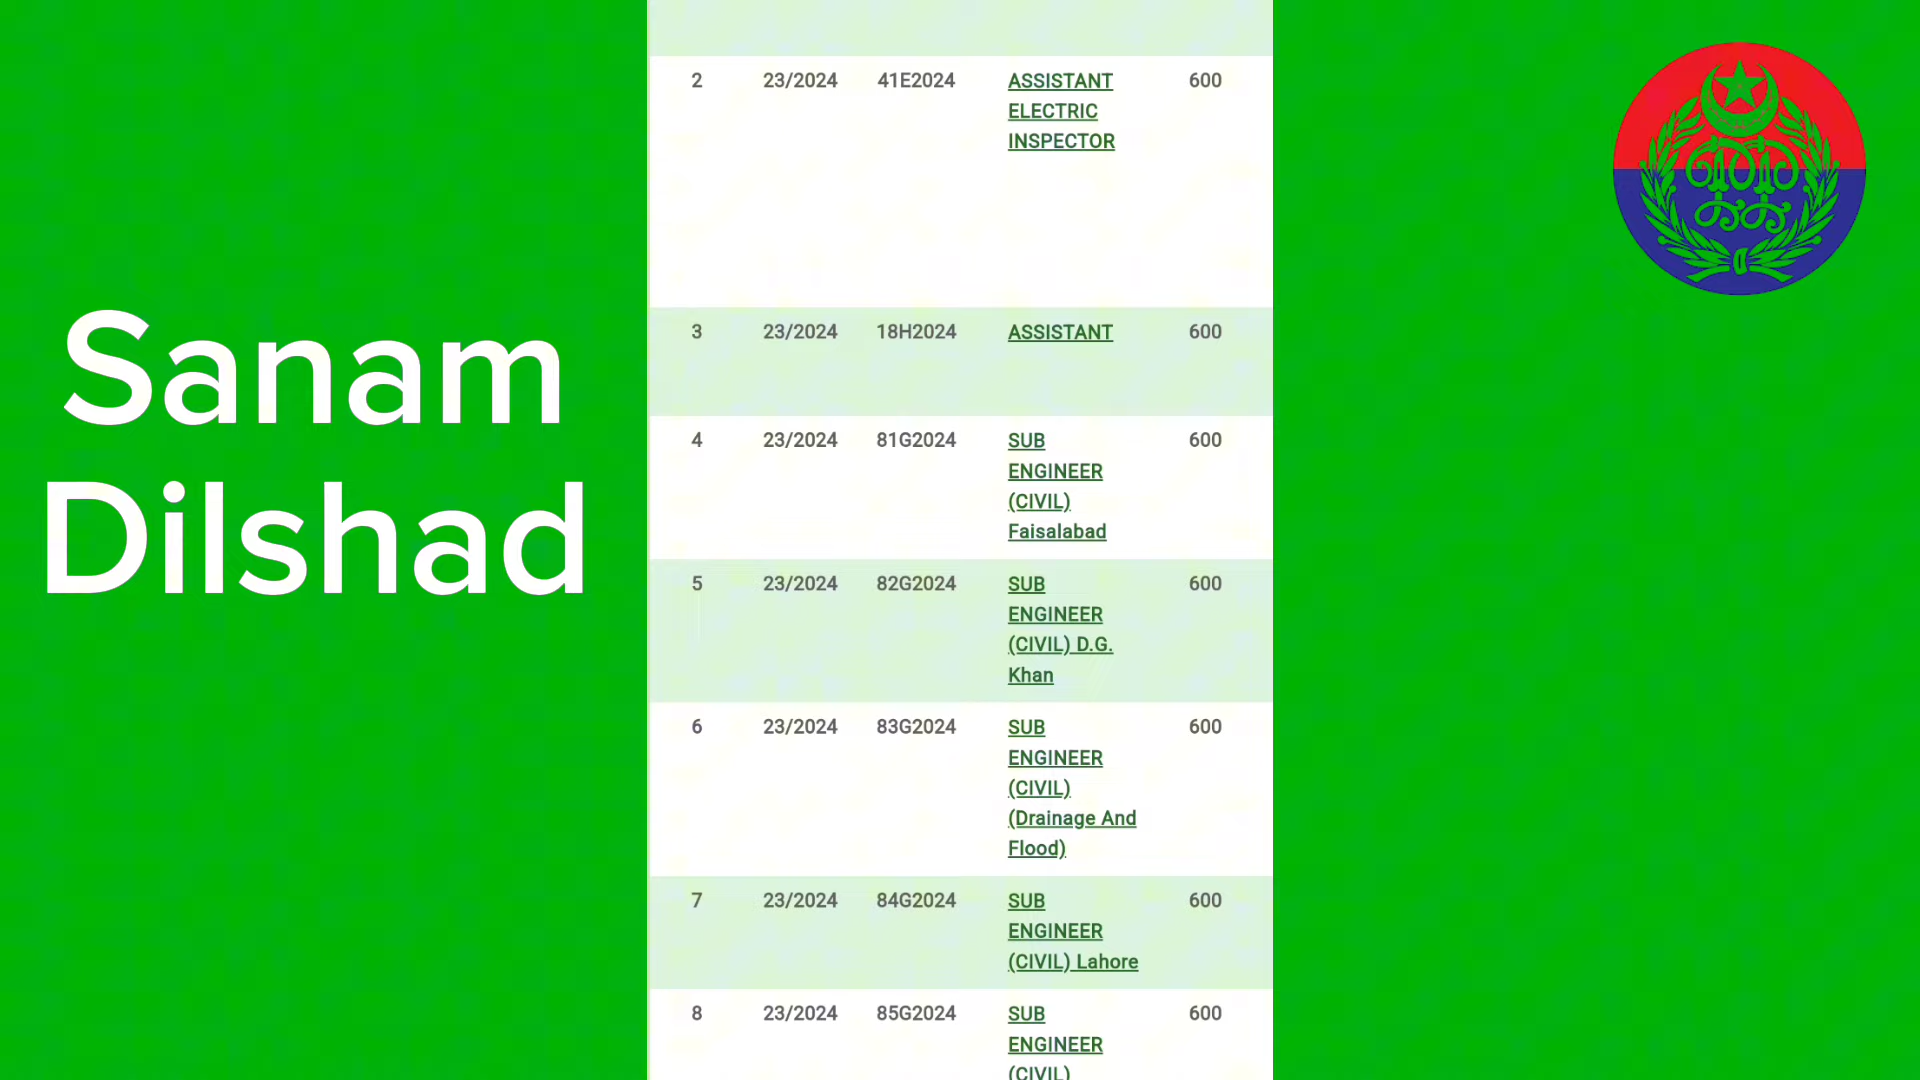 Sanam
Dilshad
2 23/2024 41E2024 ASSISTANT 600
ELECTRIC
INSPECTOR
3 23/2024 18H2024 ASSISTANT 600
4 23/2024 81G2024 SUB 600
ENGINEER
(CIVIL)
Faisalabad
5 23/2024 82G2024 SUB 600
ENGINEER
(CIVIL) D.G.
Khan
6 23/2024 83G2024 SUB 600
ENGINEER
(CIVIL)
(Drainage And
Flood)
7 23/2024 84G2024 SUB 600
ENGINEER
(CIVIL) Lahore
8 23/2024 85G2024 SUB 600
ENGINEER
(CIVIL)